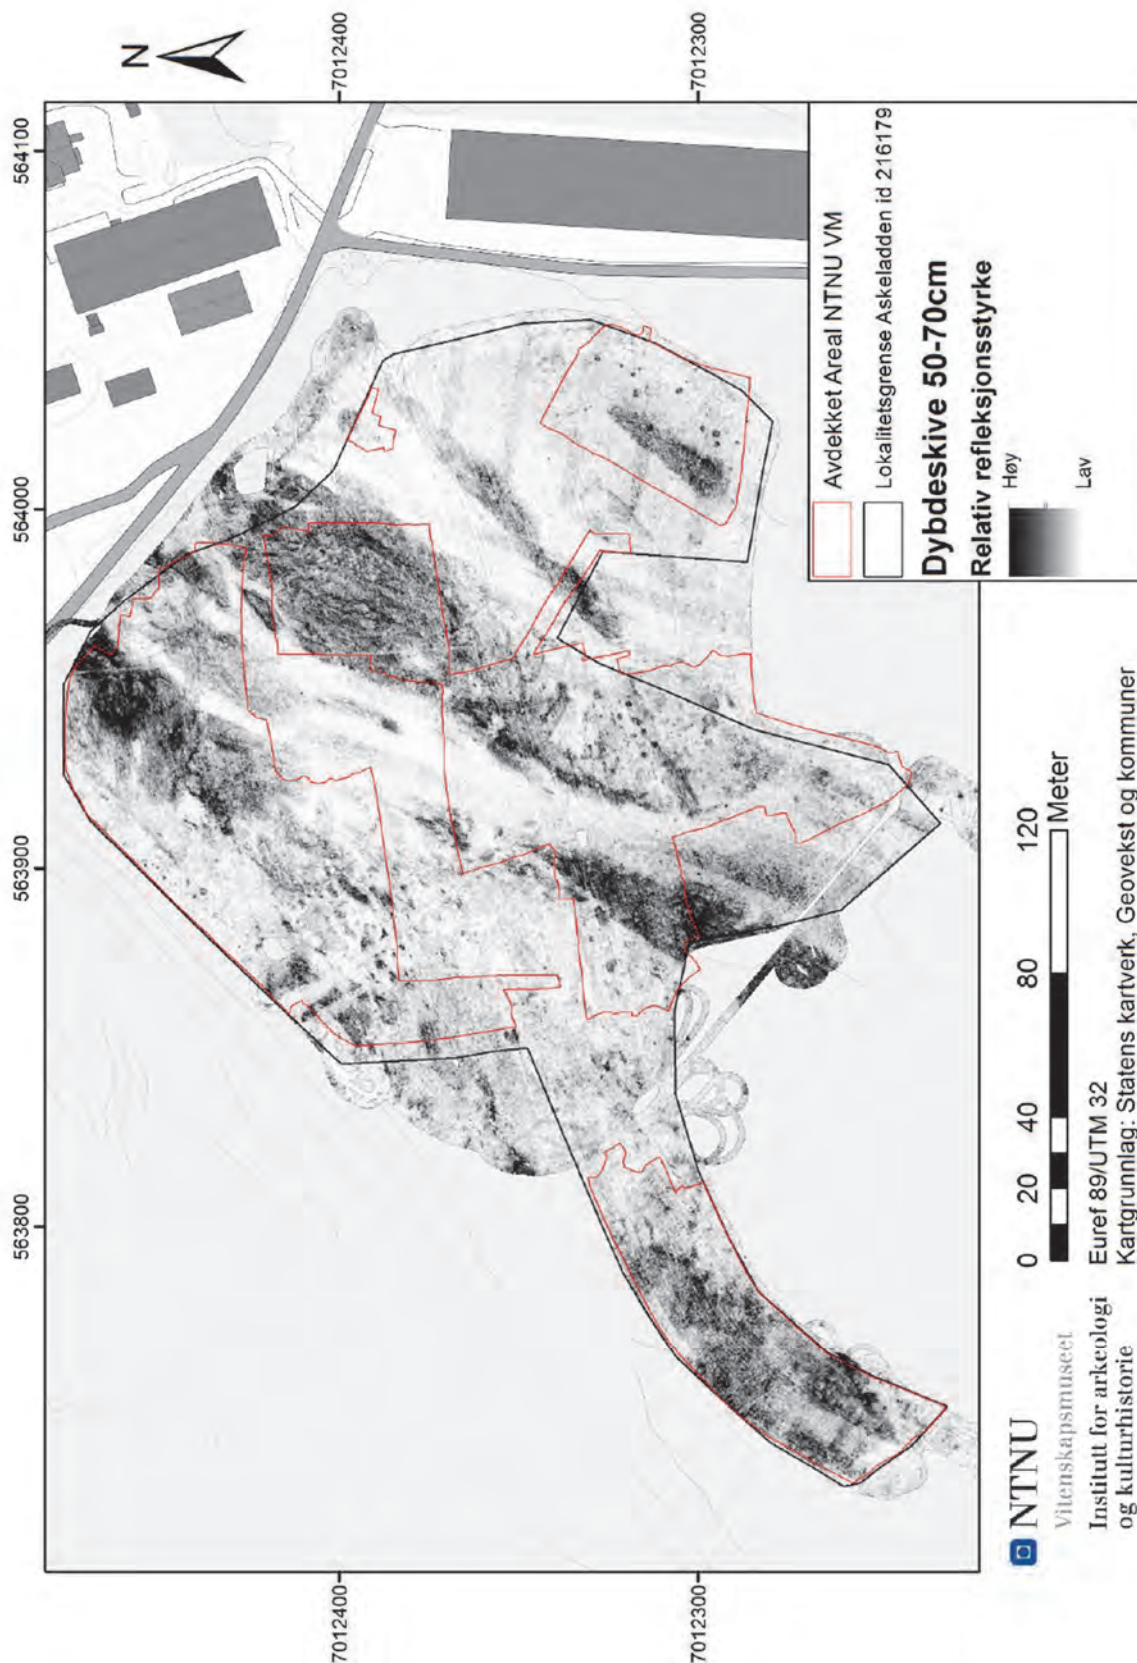 563800
563900
564000
564100
7012400
7012400
7012300
7012300
N
Avdekket Areal NTNU VM
Lokalitetsgrense Askeladden id 216179
Dybdeskive 50-70cm
Relativ refleksjonsstyrke
Høy
Lav
NTNU
Vitenskapsmuseet
Institutt for arkeologi
og kulturhistorie
0 20 40 80 120
Meter
Euref 89/UTM 32
Kartgrunnlag: Statens kartverk, Geovekst og kommuner